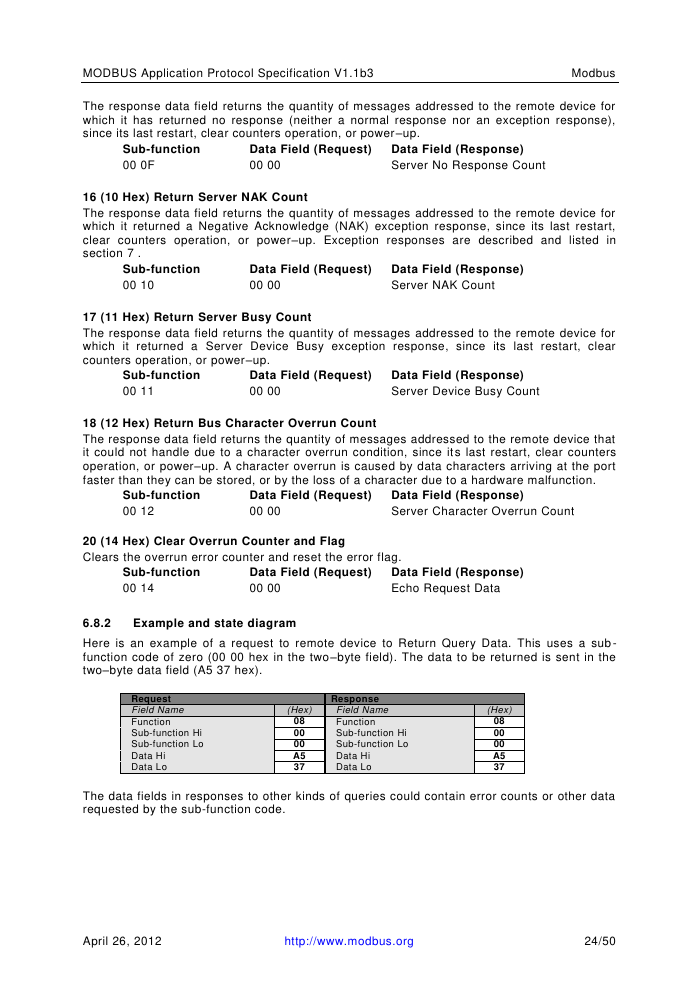 MODBUS Application Protocol Specification V1.1b3 Modbus
The response data field returns the quantity of messages addressed to the remote device for
which it has returned no response (neither a normal response nor an exception response),
since its last restart, clear counters operation, or power–up.
Sub-function Data Field (Request) Data Field (Response)
00 0F 00 00 Server No Response Count
16 (10 Hex) Return Server NAK Count
The response data field returns the quantity of messages addressed to the remote device for
which it returned a Negative Acknowledge (NAK) exception response, since its last restart,
clear counters operation, or power–up. Exception responses are described and listed in
section 7 .
Sub-function Data Field (Request) Data Field (Response)
00 10 00 00 Server NAK Count
17 (11 Hex) Return Server Busy Count
The response data field returns the quantity of messages addressed to the remote device for
which it returned a Server Device Busy exception response, since its last restart, clear
counters operation, or power–up.
Sub-function Data Field (Request) Data Field (Response)
00 11 00 00 Server Device Busy Count
18 (12 Hex) Return Bus Character Overrun Count
The response data field returns the quantity of messages addressed to the remote device that
it could not handle due to a character overrun condition, since its last restart, clear counters
operation, or power–up. A character overrun is caused by data characters arriving at the port
faster than they can be stored, or by the loss of a character due to a hardware malfunction.
Sub-function Data Field (Request) Data Field (Response)
00 12 00 00 Server Character Overrun Count
20 (14 Hex) Clear Overrun Counter and Flag
Clears the overrun error counter and reset the error flag.
Sub-function Data Field (Request) Data Field (Response)
00 14 00 00 Echo Request Data
6.8.2 Example and state diagram
Here is an example of a request to remote device to Return Query Data. This uses a sub-
function code of zero (00 00 hex in the two–byte field). The data to be returned is sent in the
two–byte data field (A5 37 hex).
Request Response
Field Name (Hex) Field Name (Hex)
Function 08 Function 08
Sub-function Hi 00 Sub-function Hi 00
Sub-function Lo 00 Sub-function Lo 00
Data Hi A5 Data Hi A5
Data Lo 37 Data Lo 37
The data fields in responses to other kinds of queries could contain error counts or other data
requested by the sub-function code.
April 26, 2012 http://www.modbus.org 24/50